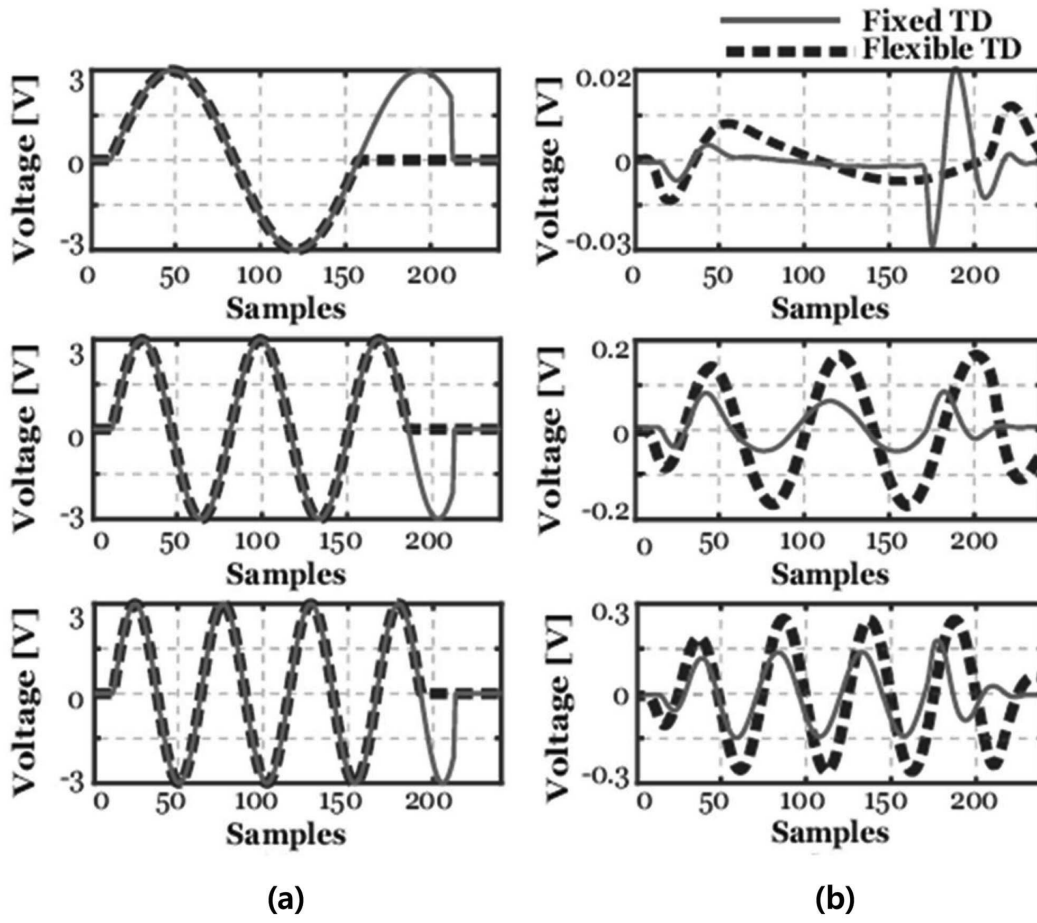 Fixed TD
Flexible TD
Voltage [V]
3
0
-3
0 50 100 150 200
Samples
Voltage [V]
0.02
0
-0.03
0 50 100 150 200
Samples
Voltage [V]
3
0
-3
0 50 100 150 200
Samples
Voltage [V]
0.2
0
-0.2
0 50 100 150 200
Samples
Voltage [V]
3
0
-3
0 50 100 150 200
Samples
Voltage [V]
0.3
0
-0.3
0 50 100 150 200
Samples
(a)
(b)